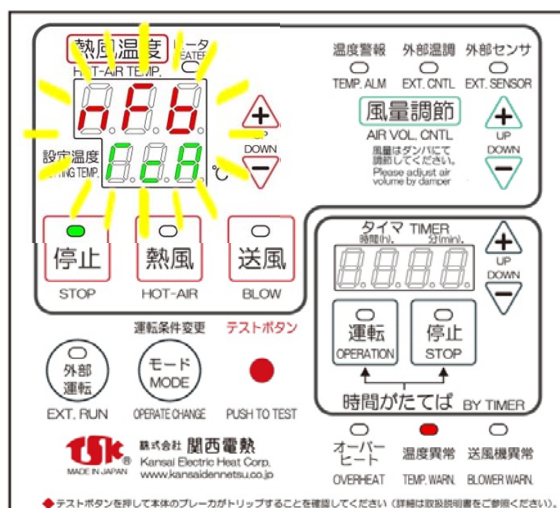 熱風温度 ヒータ
HOT-AIR TEMP. HEATER
nFb
設定温度
SETTING TEMP.
CcA ℃
UP
DOWN
停止
STOP
熱風
HOT-AIR
送風
BLOW
温度警報 外部温調 外部センサ
TEMP. ALM EXT. CNTL EXT. SENSOR
風量調節
AIR VOL. CNTL
風量はダンパにて
調節してください。
Please adjust air
volume by damper
UP
DOWN
タイマ TIMER
時間(h). 分(min).
8.8.8.8.
UP
DOWN
運転
OPERATION
停止
STOP
時間がたてば BY TIMER
外部
運転
EXT. RUN
運転条件変更
モード
MODE
OPERATE CHANGE
テストボタン
PUSH TO TEST
TSK ®
MADE IN JAPAN
株式会社 関西電熱
Kansai Electric Heat Corp.
www.kansaidennetsu.co.jp
オーバー
ヒート
OVERHEAT
温度異常
TEMP. WARN.
送風機異常
BLOWER WARN.
◆テストボタンを押して本体のブレーカがトリップすることを確認してください（詳細は取扱説明書をご参照ください）。